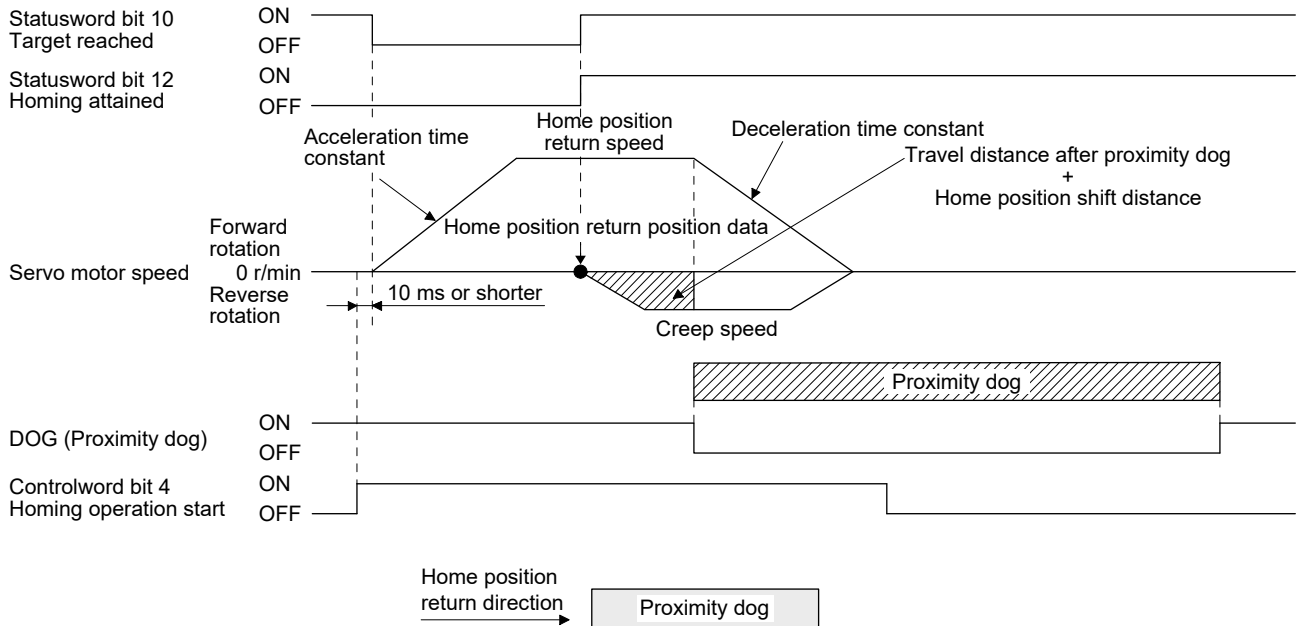 Statusword bit 10
Target reached
ON
OFF
Statusword bit 12
Homing attained
ON
OFF
Acceleration time
constant
Home position
return speed
Deceleration time constant
Travel distance after proximity dog
+
Home position shift distance
Home position return position data
Servo motor speed
Forward
rotation
0 r/min
Reverse
rotation
10 ms or shorter
Creep speed
Proximity dog
DOG (Proximity dog)
ON
OFF
Controlword bit 4
Homing operation start
ON
OFF
Home position
return direction
Proximity dog